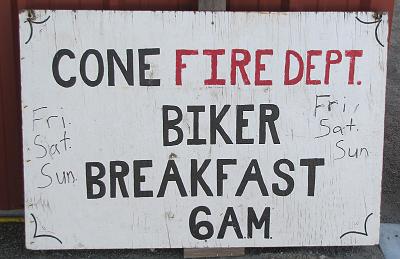 CONE FIRE DEPT.
BIKER
BREAKFAST
6AM.
Fri.
Sat.
Sun.
Fri,
Sat.
Sun